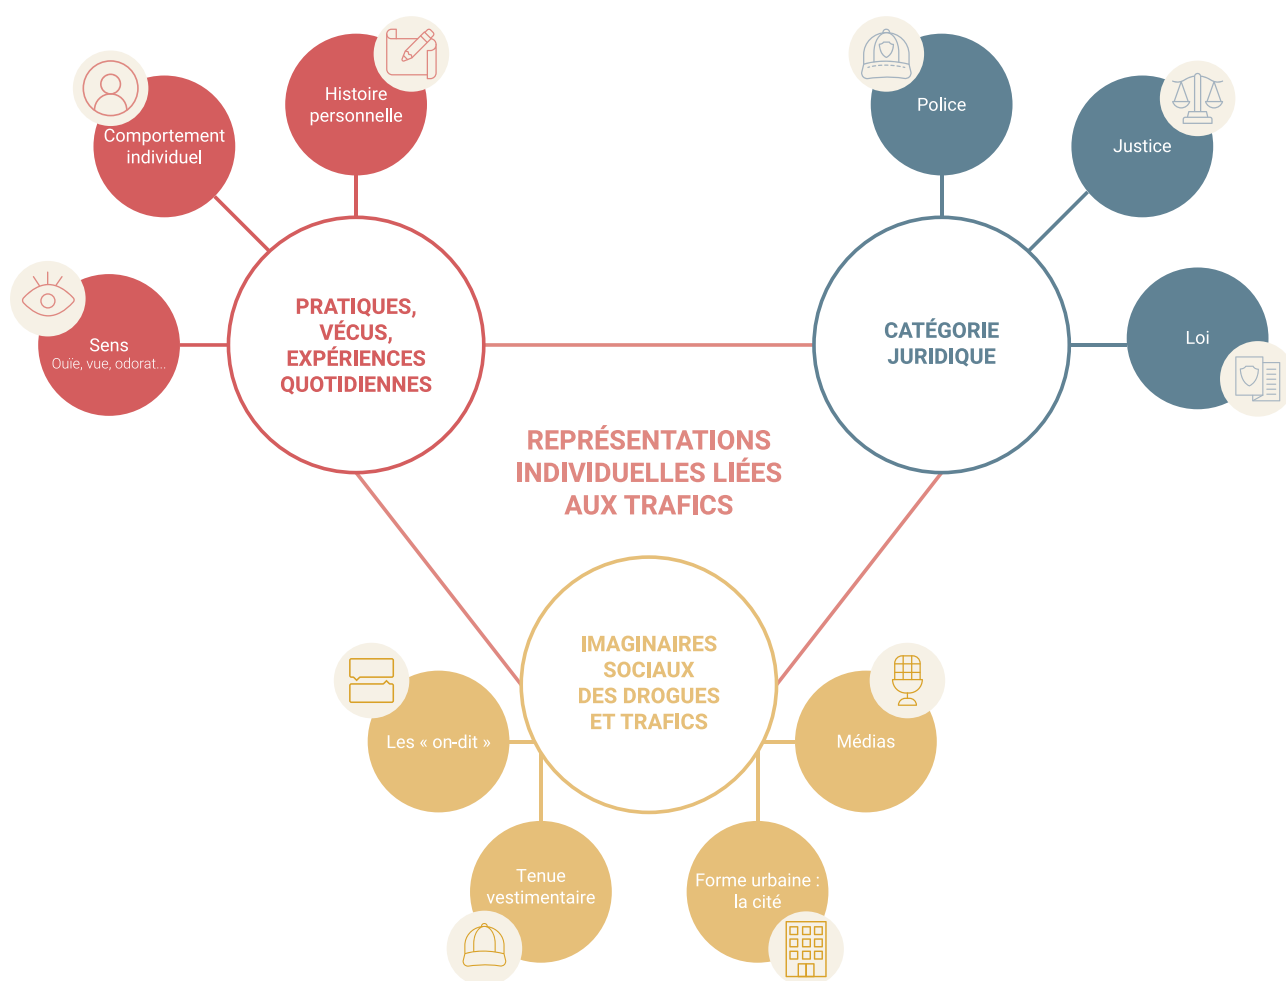 Histoire
personnelle
Comportement
individuel
Sens
Ouïe, vue, odorat...
PRATIQUES,
VÉCUS,
EXPÉRIENCES
QUOTIDIENNES
Police
Justice
Loi
CATÉGORIE
JURIDIQUE
REPRÉSENTATIONS
INDIVIDUELLES LIÉES
AUX TRAFICS
IMAGINAIRES
SOCIAUX
DES DROGUES
ET TRAFICS
Les « on-dit »
Médias
Tenue
vestimentaire
Forme urbaine :
la cité